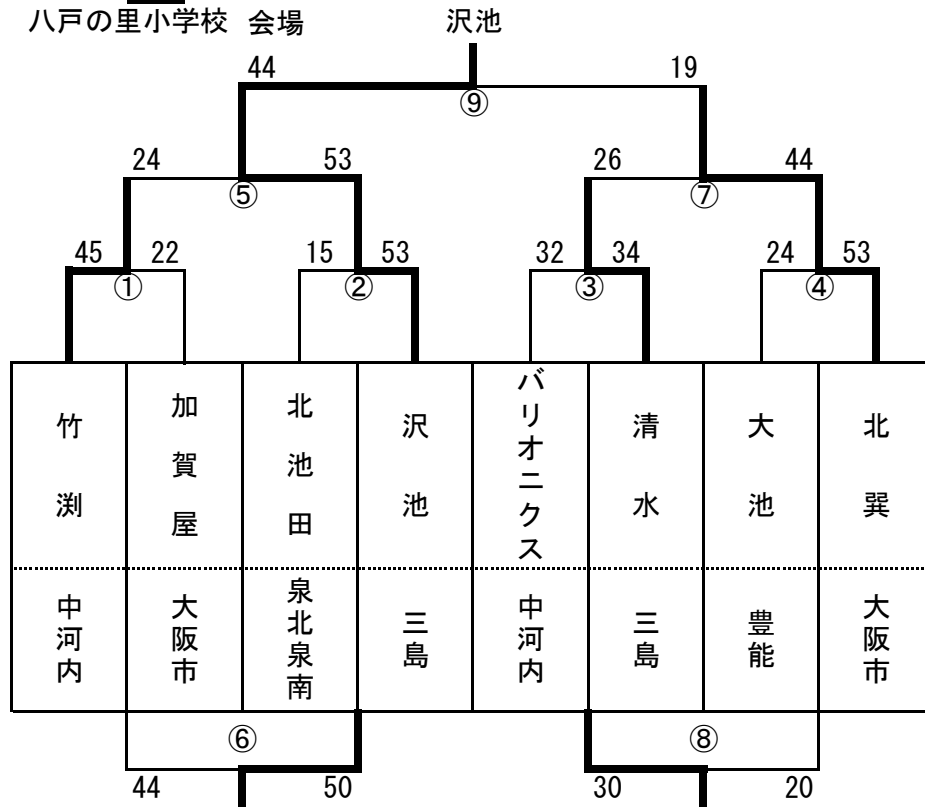 八戸の里小学校 会場
沢池
44 19
⑨
24 53 26 44
⑤ ⑦
45 22 15 53 32 34 24 53
① ② ③ ④
竹渕
加賀屋
北池田
沢池
バリオニクス
清水
大池
北巽
中河内
大阪市
泉北泉南
三島
中河内
三島
豊能
大阪市
⑥ ⑧
44 50 30 20